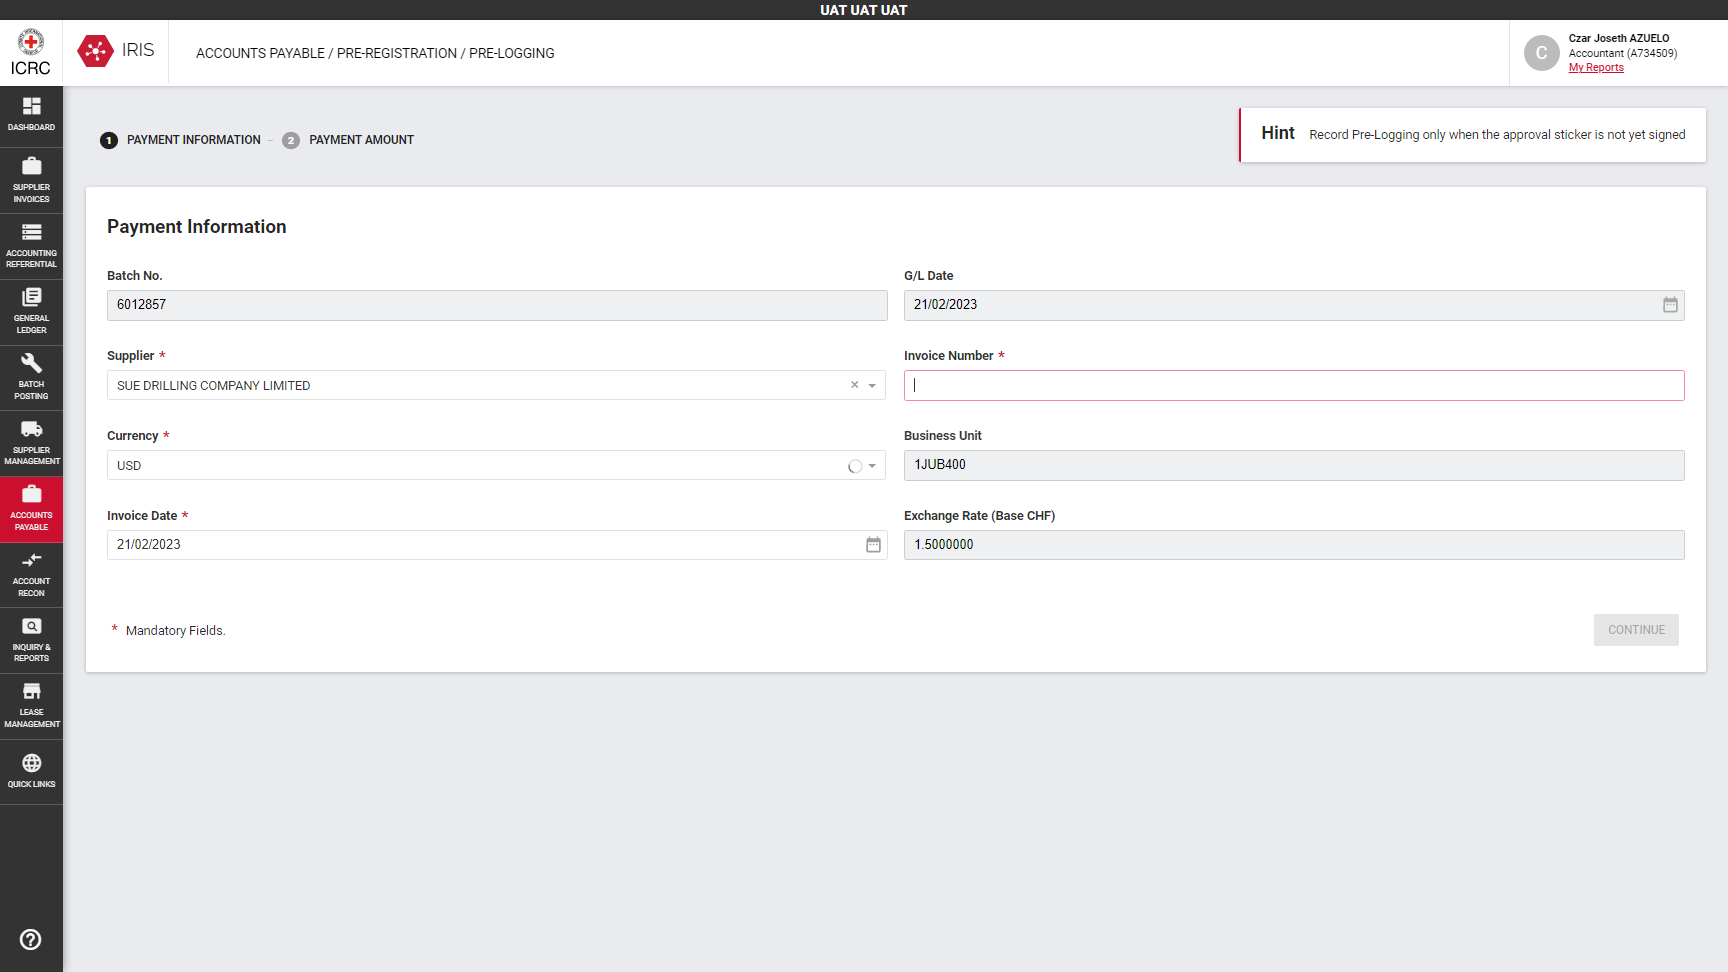 UAT UAT UAT
ICRC
IRIS
ACCOUNTS PAYABLE / PRE-REGISTRATION / PRE-LOGGING
C
Czar Joseth AZUELO
Accountant (A734509)
My Reports
DASHBOARD
SUPPLIER
INVOICES
ACCOUNTING
REFERENTIAL
GENERAL
LEDGER
BATCH
POSTING
SUPPLIER
MANAGEMENT
ACCOUNTS
PAYABLE
ACCOUNT
RECON
INQUIRY &
REPORTS
LEASE
MANAGEMENT
QUICK LINKS
1 PAYMENT INFORMATION – 2 PAYMENT AMOUNT
Hint Record Pre-Logging only when the approval sticker is not yet signed
Payment Information
Batch No.
6012857
G/L Date
21/02/2023
Supplier *
SUE DRILLING COMPANY LIMITED
Invoice Number *
Currency *
USD
Business Unit
1JUB400
Invoice Date *
21/02/2023
Exchange Rate (Base CHF)
1.5000000
* Mandatory Fields.
CONTINUE